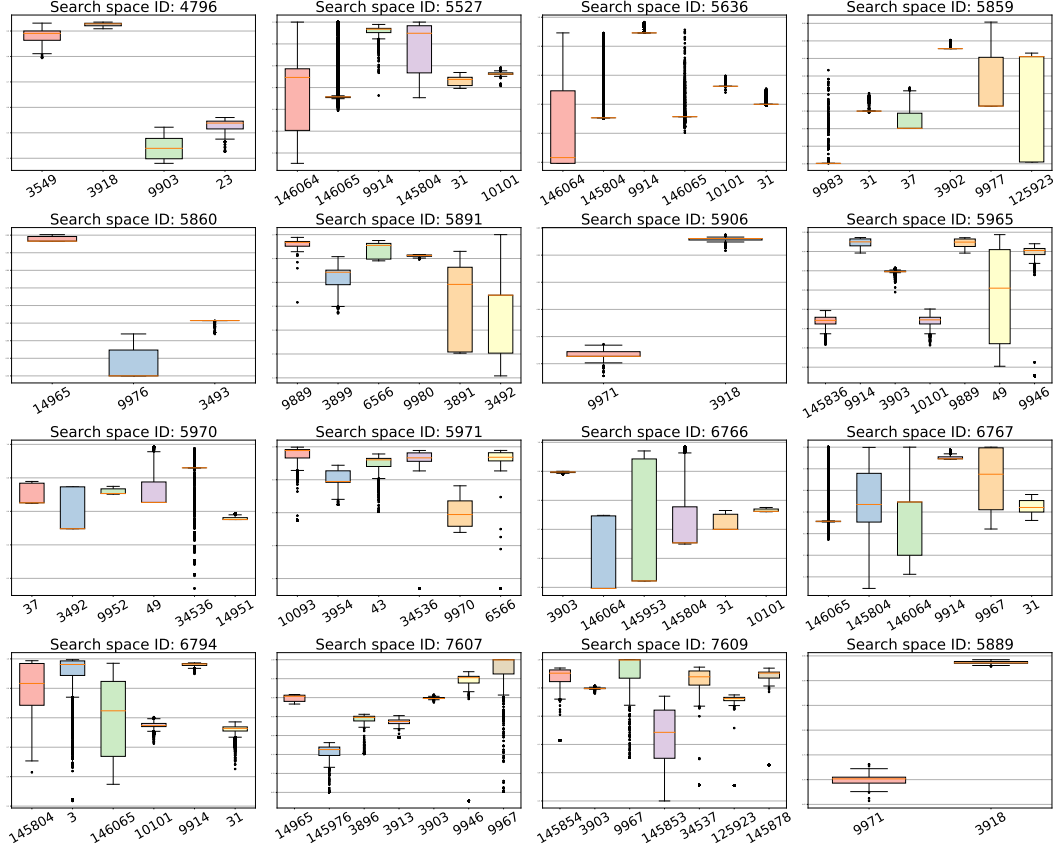 Search space ID: 4796
Search space ID: 5527
Search space ID: 5636
Search space ID: 5859
3549 3918 9903 23
146064 146065 9914 145804 31 10101
146064 145804 9914 146065 10101 31
9983 31 37 3902 9977 125923
Search space ID: 5860
Search space ID: 5891
Search space ID: 5906
Search space ID: 5965
14965 9976 3493
9889 3899 6566 9980 3891 3492
9971 3918
145836 9914 3903 10101 9889 49 9946
Search space ID: 5970
Search space ID: 5971
Search space ID: 6766
Search space ID: 6767
37 3492 9952 49 34536 14951
10093 3954 43 34536 9970 6566
3903 146064 145953 145804 31 10101
146065 145804 146064 9914 9967 31
Search space ID: 6794
Search space ID: 7607
Search space ID: 7609
Search space ID: 5889
145804 3 146065 10101 9914 31
14965 145976 3896 3913 3903 9946 9967
145854 3903 9967 145853 34537 125923 145878
9971 3918